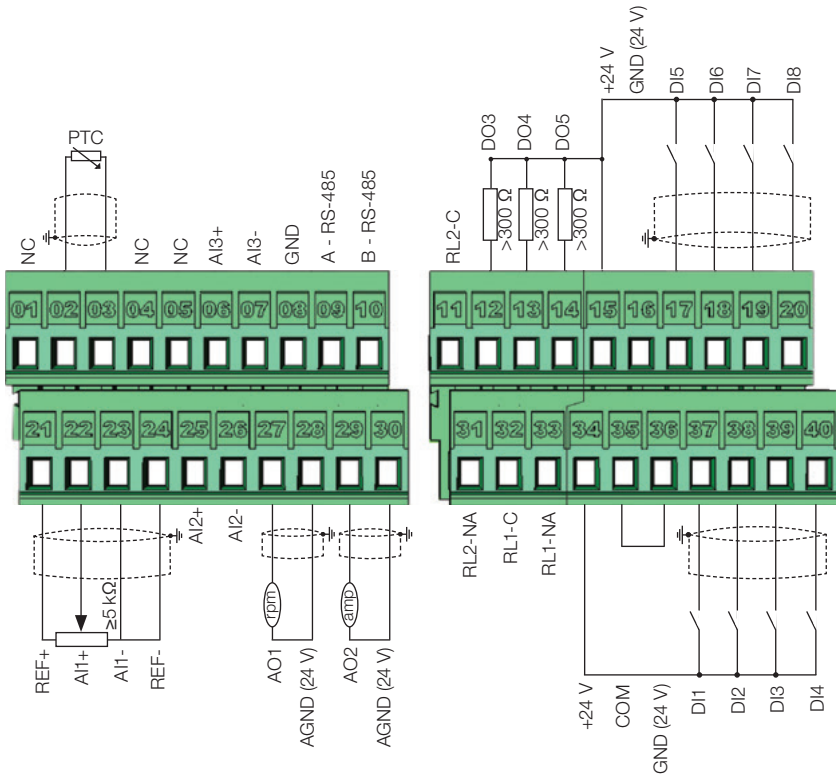 PTC
NC
NC
NC
AI3+
AI3-
GND
A - RS-485
B - RS-485
01 02 03 04 05 06 07 08 09 10
21 22 23 24 25 26 27 28 29 30
AI2+
AI2-
≥5 kΩ
rpm
amp
REF+
AI1+
AI1-
REF-
AO1
AGND (24 V)
AO2
AGND (24 V)
RL2-C
DO3
DO4
DO5
>300 Ω
>300 Ω
>300 Ω
+24 V
GND (24 V)
DI5
DI6
DI7
DI8
11 12 13 14 15 16 17 18 19 20
31 32 33 34 35 36 37 38 39 40
RL2-NA
RL1-C
RL1-NA
+24 V
COM
GND (24 V)
DI1
DI2
DI3
DI4